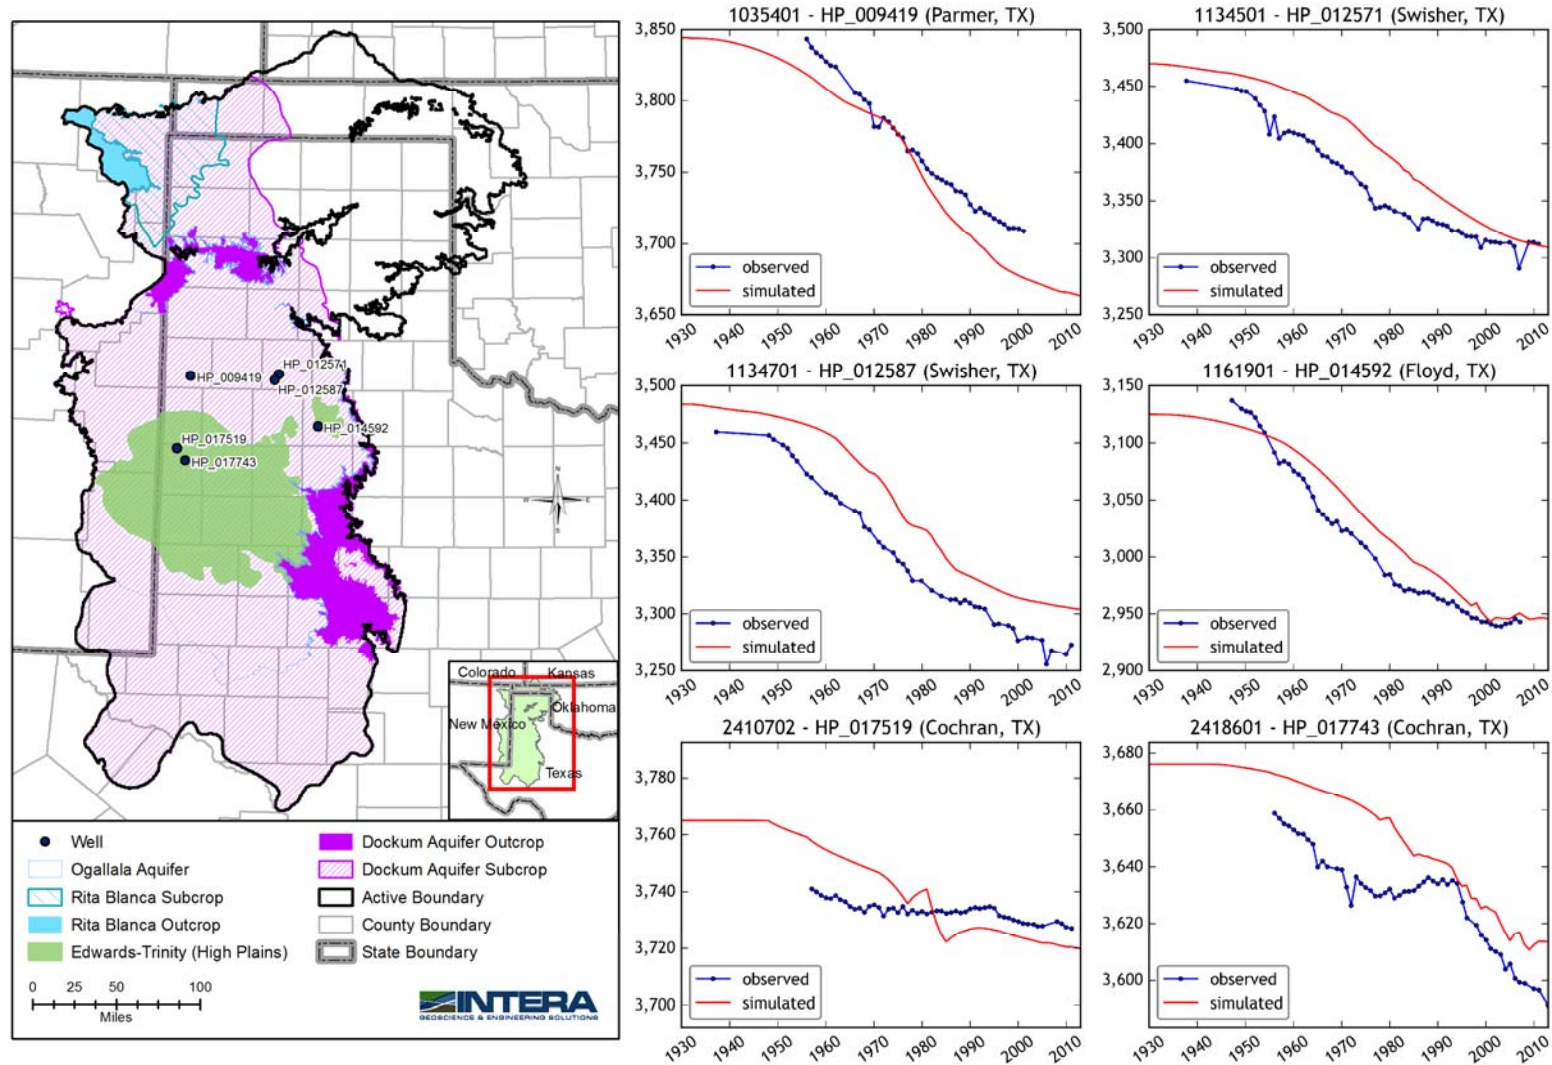 HP_009419
HP_012571
HP_012587
HP_014592
HP_017519
HP_017743
N
W E
S
Colorado
Kansas
Oklahoma
New Mexico
Texas
Well
Ogallala Aquifer
Rita Blanca Subcrop
Rita Blanca Outcrop
Edwards-Trinity (High Plains)
Dockum Aquifer Outcrop
Dockum Aquifer Subcrop
Active Boundary
County Boundary
State Boundary
0 25 50 100
Miles
INTERA
GEOSCIENCE & ENGINEERING SOLUTIONS
1035401 - HP_009419 (Parmer, TX)
3,850
3,800
3,750
3,700
3,650
observed
simulated
1930 1940 1950 1960 1970 1980 1990 2000 2010
1134501 - HP_012571 (Swisher, TX)
3,500
3,450
3,400
3,350
3,300
3,250
observed
simulated
1930 1940 1950 1960 1970 1980 1990 2000 2010
1134701 - HP_012587 (Swisher, TX)
3,500
3,450
3,400
3,350
3,300
3,250
observed
simulated
1930 1940 1950 1960 1970 1980 1990 2000 2010
1161901 - HP_014592 (Floyd, TX)
3,150
3,100
3,050
3,000
2,950
2,900
observed
simulated
1930 1940 1950 1960 1970 1980 1990 2000 2010
2410702 - HP_017519 (Cochran, TX)
3,780
3,760
3,740
3,720
3,700
observed
simulated
1930 1940 1950 1960 1970 1980 1990 2000 2010
2418601 - HP_017743 (Cochran, TX)
3,680
3,660
3,640
3,620
3,600
observed
simulated
1930 1940 1950 1960 1970 1980 1990 2000 2010